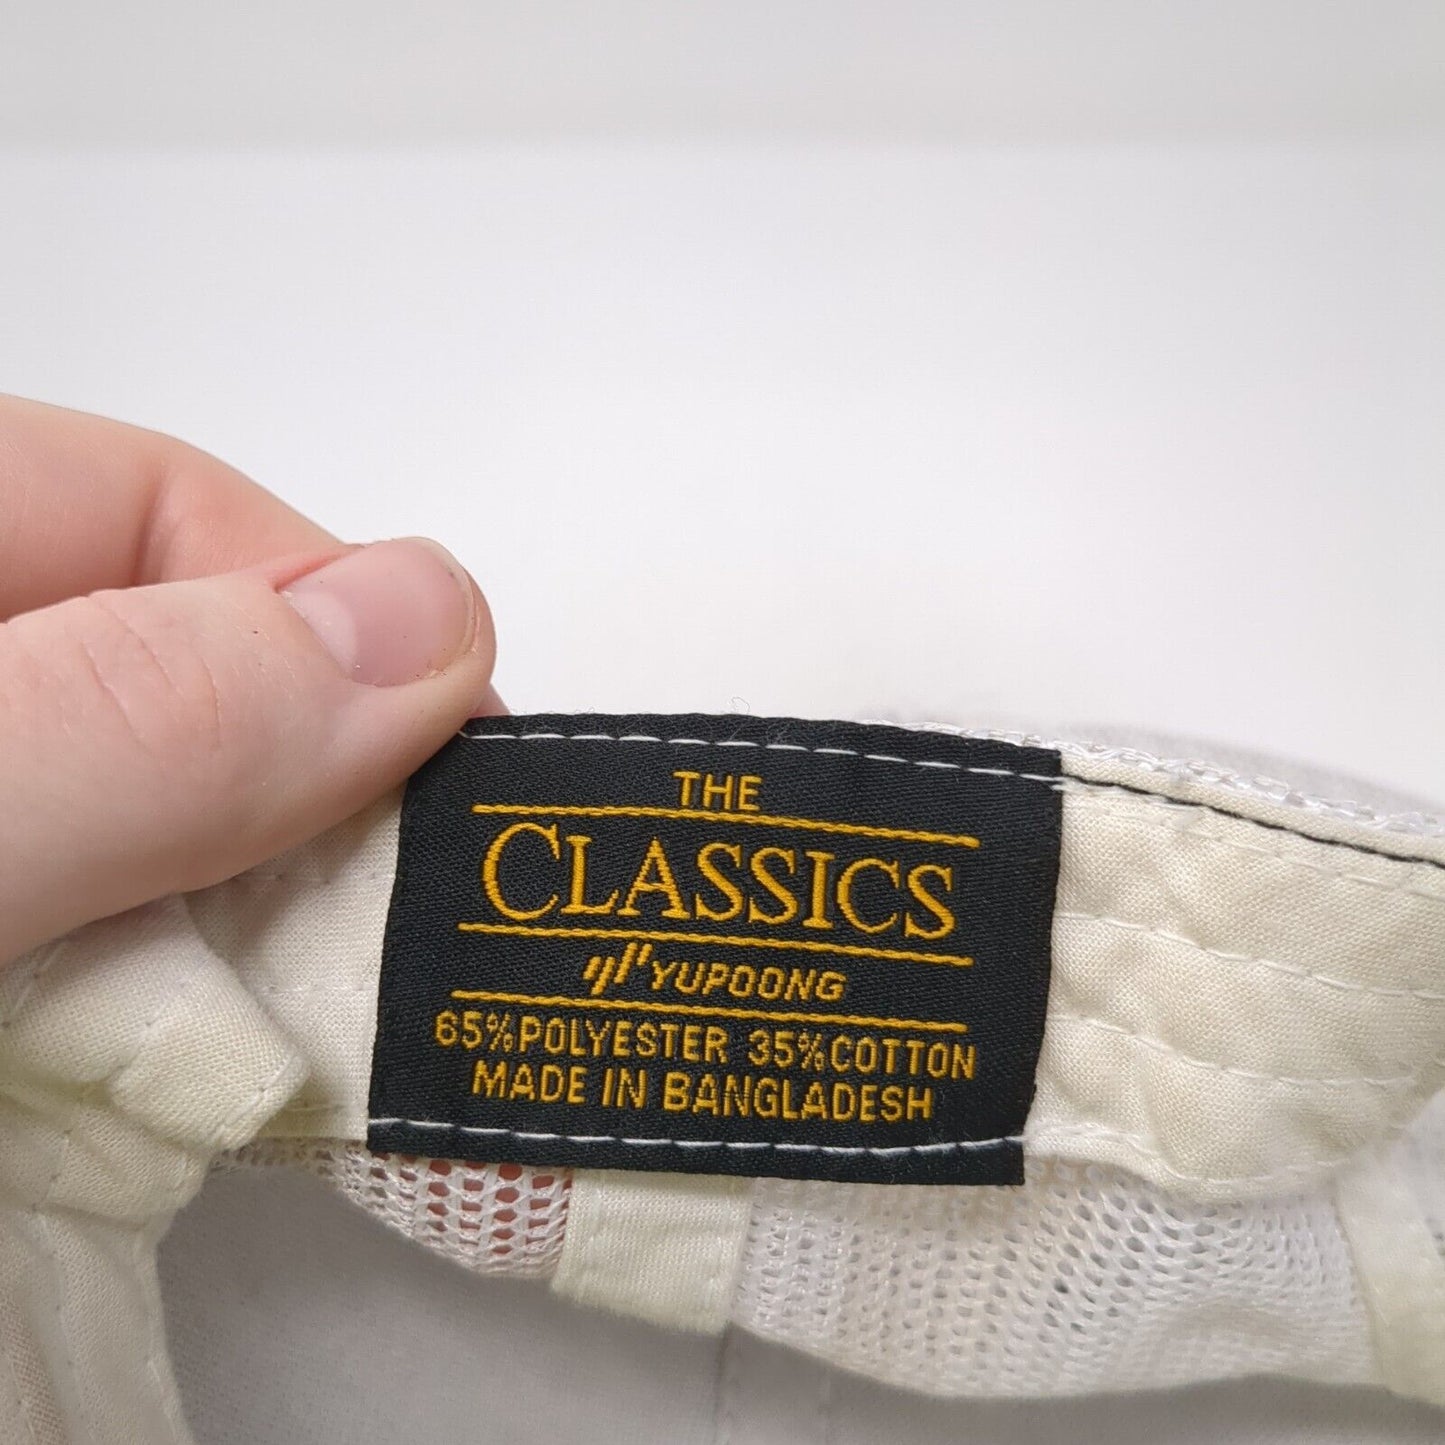 THE
CLASSICS
YUPOONG
65%POLYESTER 35%COTTON
MADE IN BANGLADESH